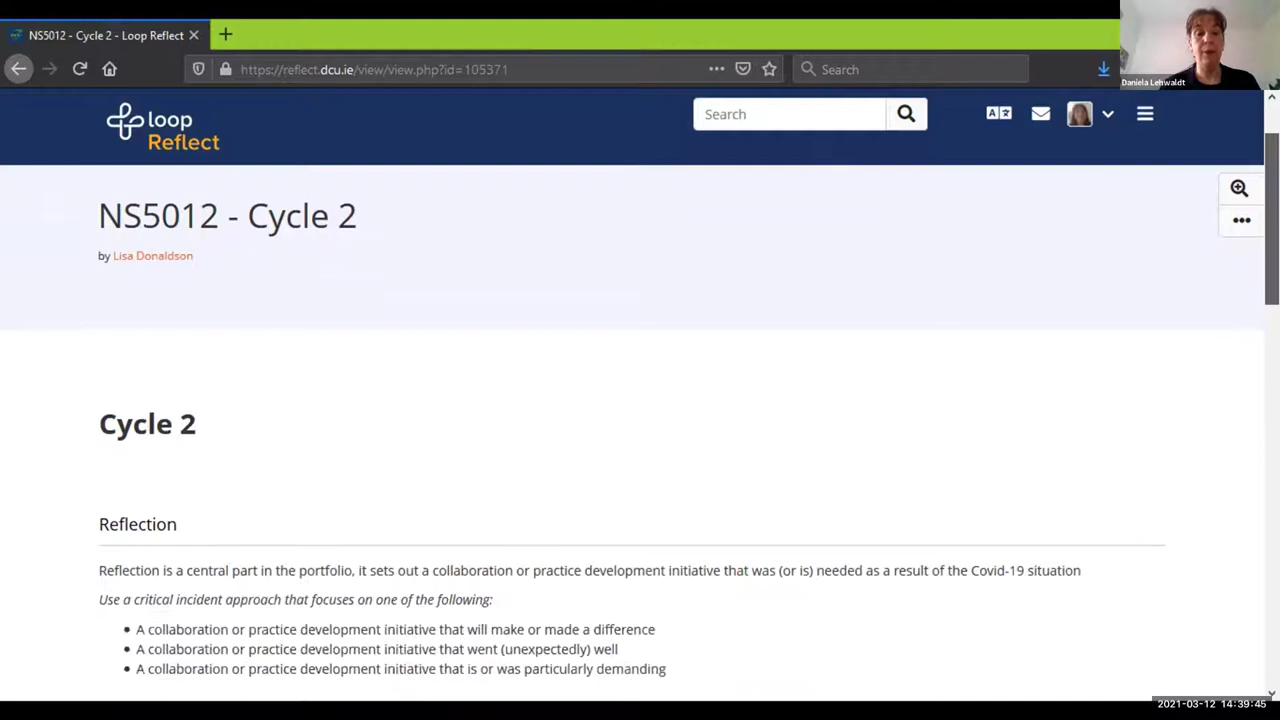 NS5012 - Cycle 2 - Loop Reflect
https://reflect.dcu.ie/view/view.php?id=105371
Search
Daniela Lehwaldt
loop
Reflect
Search
NS5012 - Cycle 2
by Lisa Donaldson
Cycle 2
Reflection
Reflection is a central part in the portfolio, it sets out a collaboration or practice development initiative that was (or is) needed as a result of the Covid-19 situation
Use a critical incident approach that focuses on one of the following:
• A collaboration or practice development initiative that will make or made a difference
• A collaboration or practice development initiative that went (unexpectedly) well
• A collaboration or practice development initiative that is or was particularly demanding
2021-03-12 14:39:45